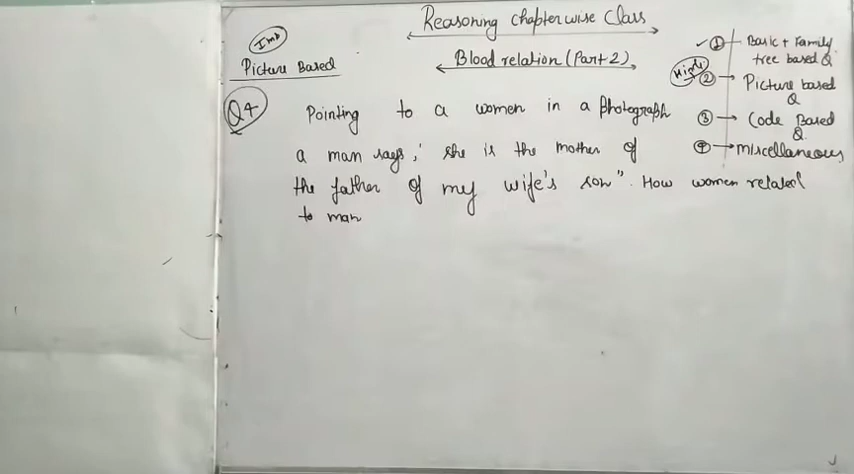 Reasoning Chapterwise Class
Imp
Picture Based
Blood relation (Part 2)
① Basic + Family
tree based Q
② → Picture based
Q
③ → Code Based
Q.
④ → miscellaneous
Q4 Pointing to a women in a Photograph
a man says, "she is the mother of
the father of my wife's son". How women related
to man